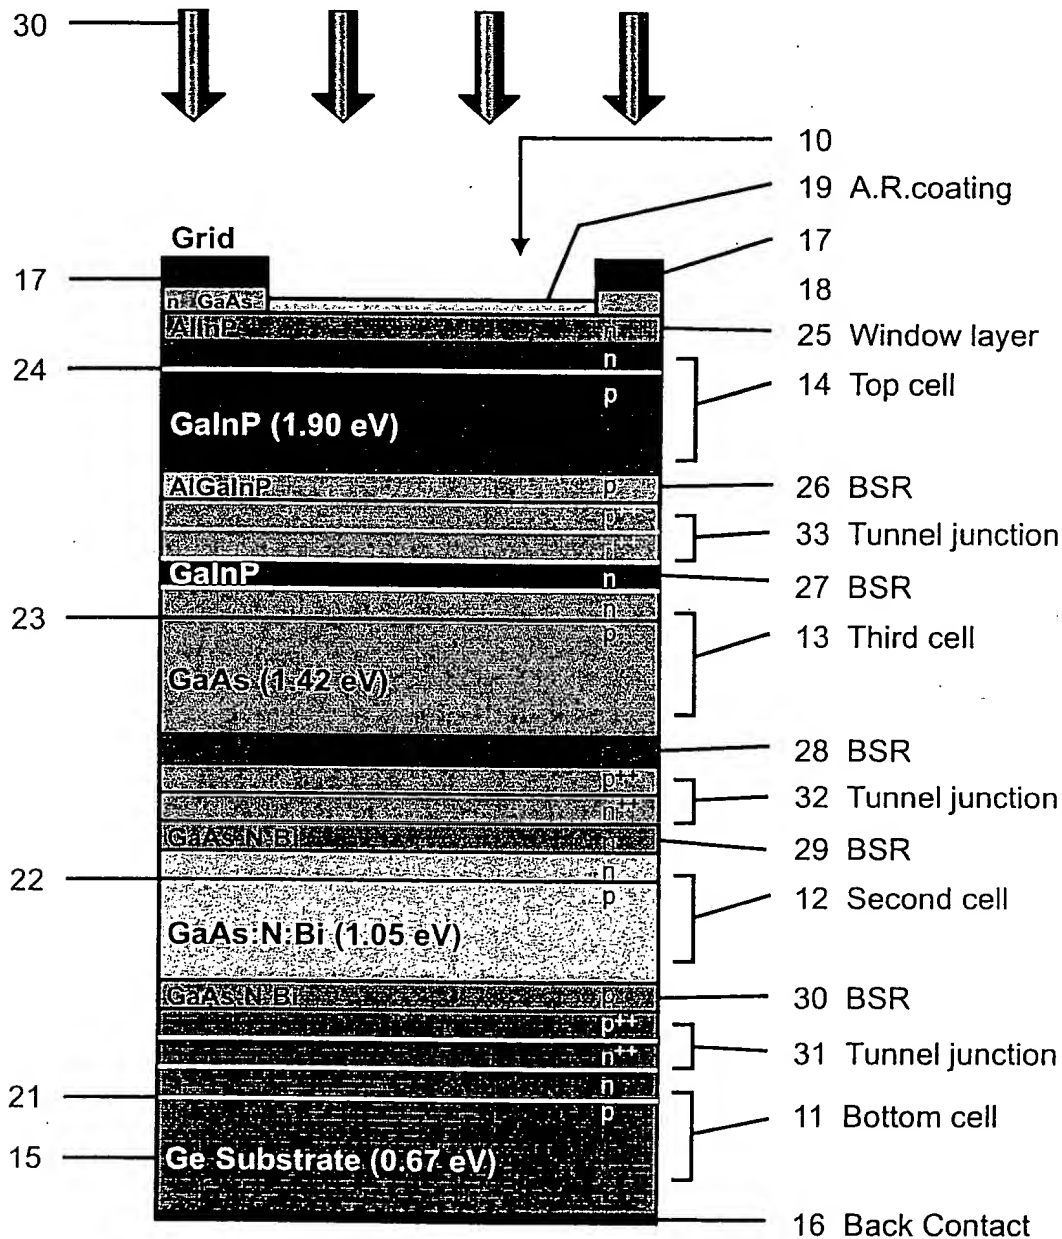 30
10
19 A.R.coating
Grid
17
17
n GaAs
18
AlInP n
25 Window layer
n
24
14 Top cell
p
GaInP (1.90 eV)
AlGaInP p
26 BSR
p++
33 Tunnel junction
n++
GaInP n
27 BSR
n
23
p
13 Third cell
GaAs (1.42 eV)
28 BSR
p++
32 Tunnel junction
n++
GaAs:N:Bi n
29 BSR
n
22
p
12 Second cell
GaAs:N:Bi (1.05 eV)
GaAs:N:Bi p
30 BSR
p++
31 Tunnel junction
n++
n
21
p
11 Bottom cell
15
Ge Substrate (0.67 eV)
16 Back Contact